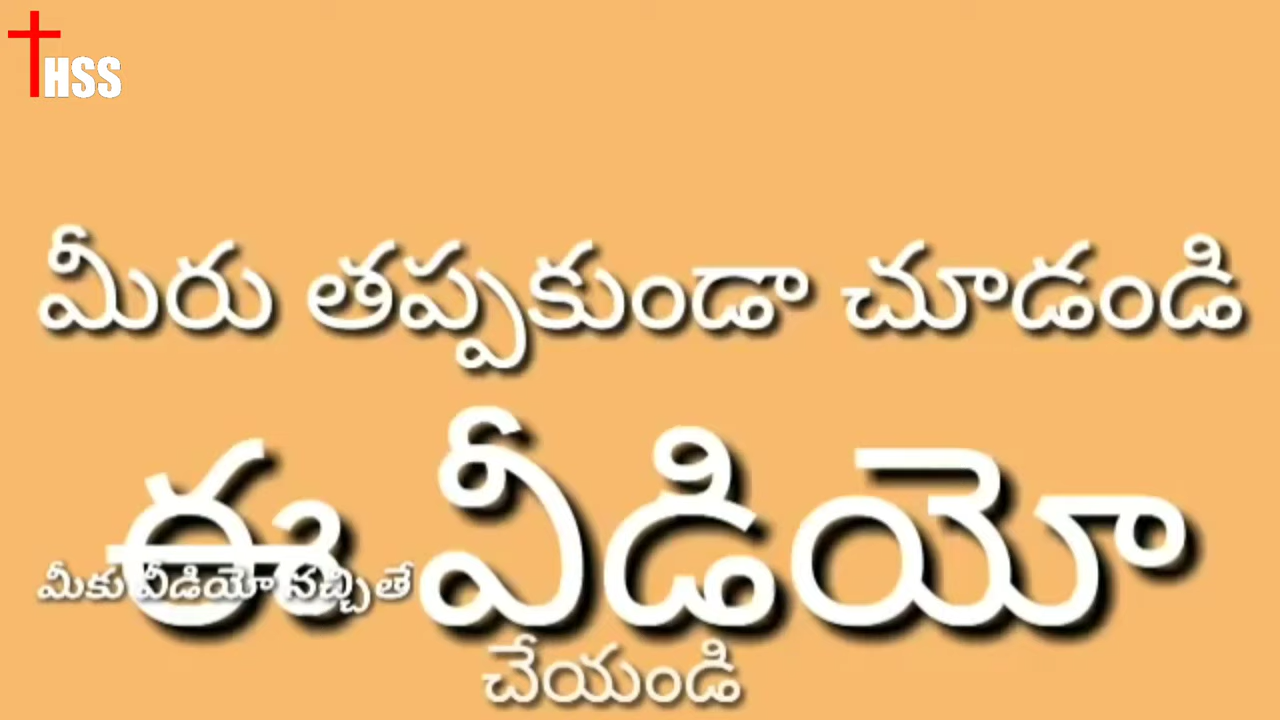 HSS
మీరు తప్పకుండా చూడండి
ఈ వీడియో
మీకు వీడియో నచ్చితే
చేయండి